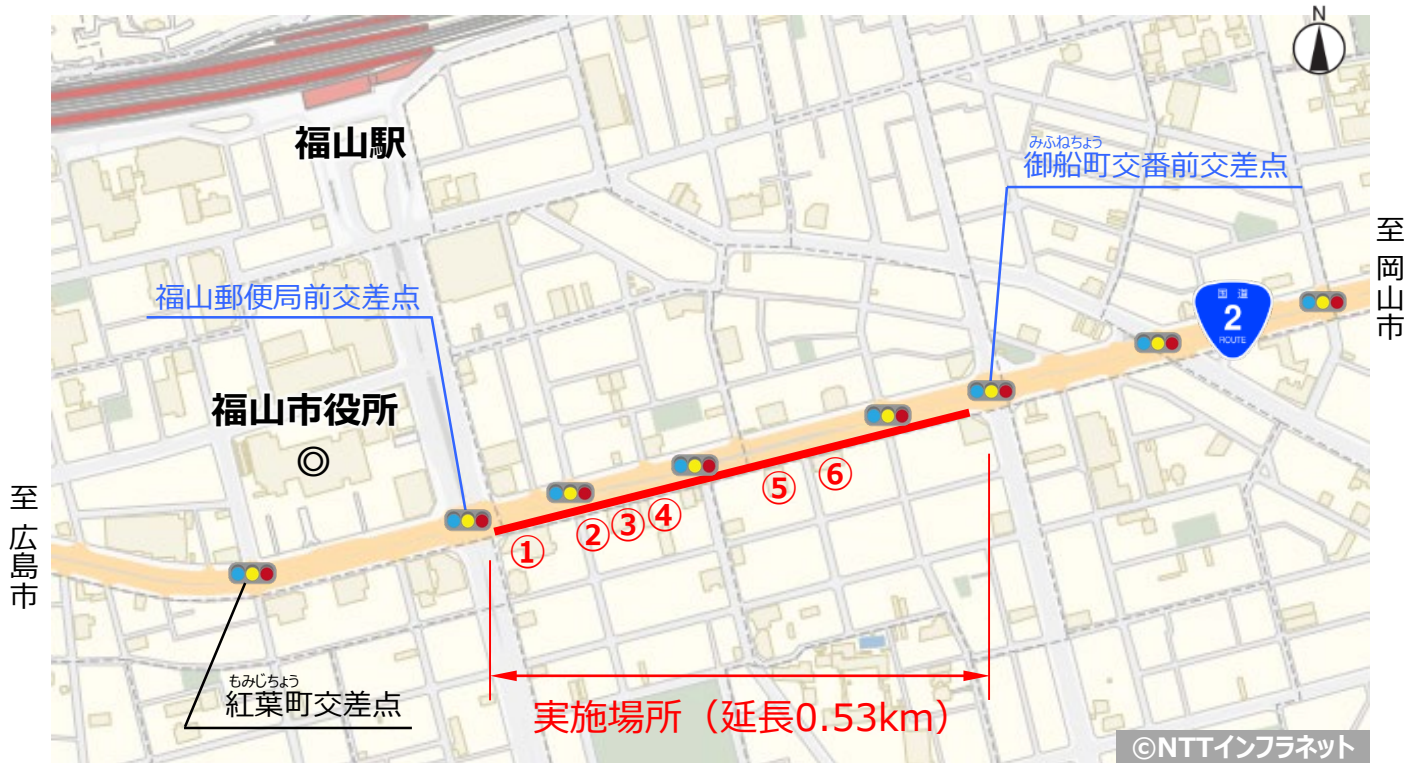 N
福山駅
みふねちょう
御船町交番前交差点
至岡山市
福山郵便局前交差点
国道
2
ROUTE
福山市役所
◎
至広島市
①
②
③
④
⑤
⑥
もみじちょう
紅葉町交差点
実施場所（延長0.53km）
©NTTインフラネット